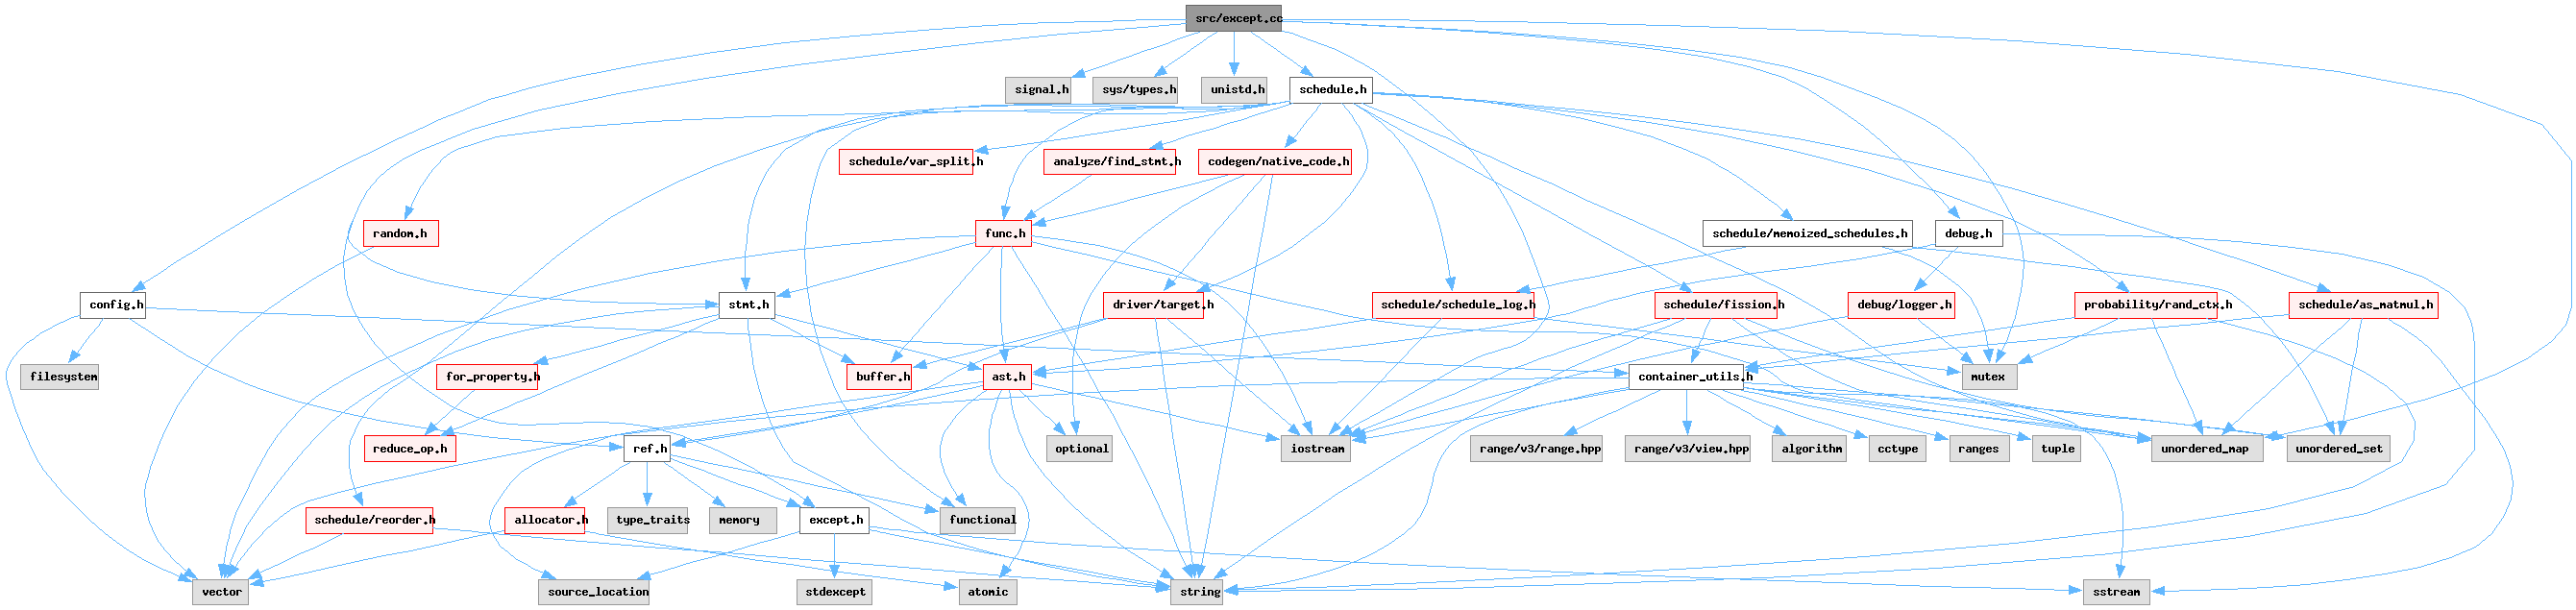 src/except.cc
signal.h
sys/types.h
unistd.h
schedule.h
schedule/var_split.h
analyze/find_stmt.h
codegen/native_code.h
random.h
func.h
schedule/memoized_schedules.h
debug.h
config.h
stmt.h
driver/target.h
schedule/schedule_log.h
schedule/fission.h
debug/logger.h
probability/rand_ctx.h
schedule/as_matmul.h
filesystem
for_property.h
buffer.h
ast.h
container_utils.h
mutex
reduce_op.h
ref.h
optional
iostream
range/v3/range.hpp
range/v3/view.hpp
algorithm
cctype
ranges
tuple
unordered_map
unordered_set
schedule/reorder.h
allocator.h
type_traits
memory
except.h
functional
vector
source_location
stdexcept
atomic
string
sstream